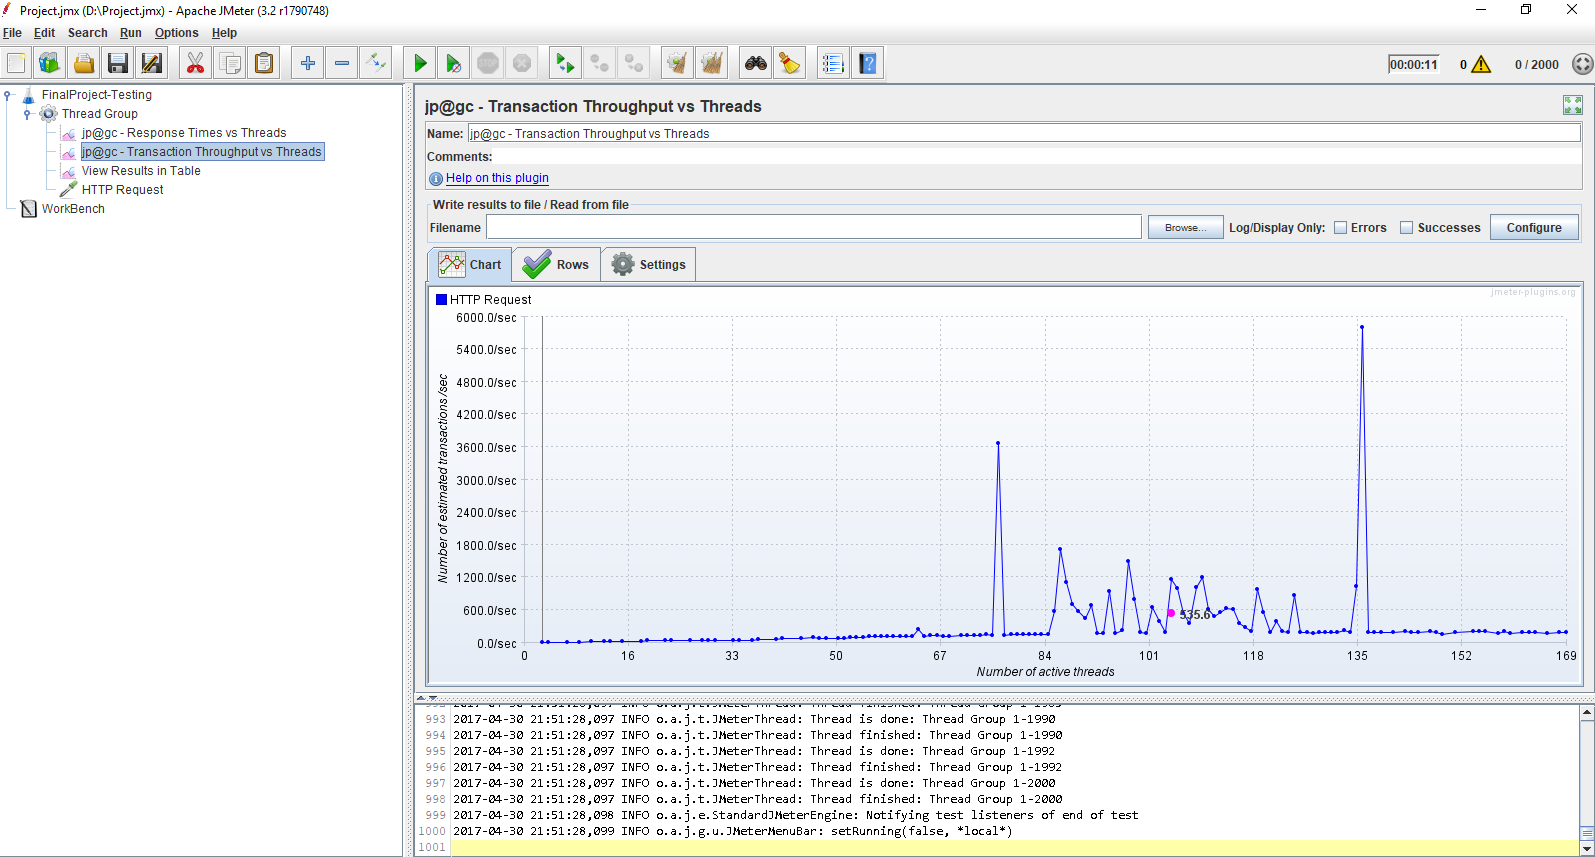 Project.jmx (D:\Project.jmx) - Apache JMeter (3.2 r1790748)
File Edit Search Run Options Help
00:00:11 0 0 / 2000
FinalProject-Testing
Thread Group
jp@gc - Response Times vs Threads
jp@gc - Transaction Throughput vs Threads
View Results in Table
HTTP Request
WorkBench
jp@gc - Transaction Throughput vs Threads
Name: jp@gc - Transaction Throughput vs Threads
Comments:
Help on this plugin
Write results to file / Read from file
Filename Browse... Log/Display Only: Errors Successes Configure
Chart Rows Settings
HTTP Request
jmeter-plugins.org
6000.0/sec
5400.0/sec
4800.0/sec
4200.0/sec
3600.0/sec
3000.0/sec
2400.0/sec
1800.0/sec
1200.0/sec
600.0/sec
0.0/sec
Number of estimated transactions /sec
535.6
0 16 33 50 67 84 101 118 135 152 169
Number of active threads
993 2017-04-30 21:51:28,097 INFO o.a.j.t.JMeterThread: Thread is done: Thread Group 1-1990
994 2017-04-30 21:51:28,097 INFO o.a.j.t.JMeterThread: Thread finished: Thread Group 1-1990
995 2017-04-30 21:51:28,097 INFO o.a.j.t.JMeterThread: Thread is done: Thread Group 1-1992
996 2017-04-30 21:51:28,097 INFO o.a.j.t.JMeterThread: Thread finished: Thread Group 1-1992
997 2017-04-30 21:51:28,097 INFO o.a.j.t.JMeterThread: Thread is done: Thread Group 1-2000
998 2017-04-30 21:51:28,097 INFO o.a.j.t.JMeterThread: Thread finished: Thread Group 1-2000
999 2017-04-30 21:51:28,098 INFO o.a.j.e.StandardJMeterEngine: Notifying test listeners of end of test
1000 2017-04-30 21:51:28,099 INFO o.a.j.g.u.JMeterMenuBar: setRunning(false, *local*)
1001